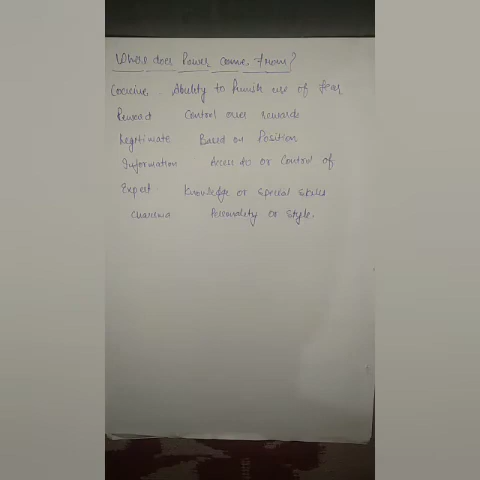 Where does Power come from?
Coercive Ability to Punish use of fear
Reward Control over rewards
Legitimate Based on Position
Information Access to or Control of
Expert Knowledge or special skills
Personality or style.